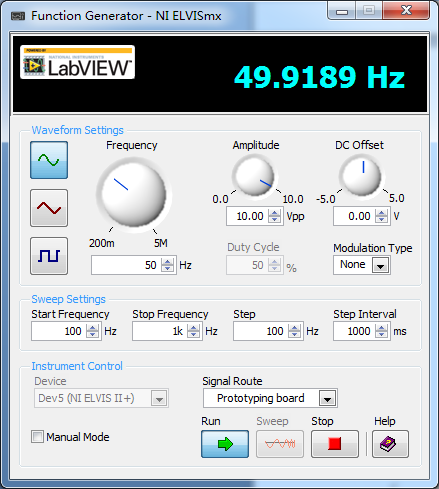 Function Generator - NI ELVISmx
POWERED BY
NATIONAL INSTRUMENTS
LabVIEW™
49.9189 Hz
Waveform Settings
Frequency
Amplitude
DC Offset
0.0 10.0
-5.0 5.0
10.00 Vpp
0.00 V
200m 5M
50 Hz
Duty Cycle
50 %
Modulation Type
None
Sweep Settings
Start Frequency
Stop Frequency
Step
Step Interval
100 Hz
1k Hz
100 Hz
1000 ms
Instrument Control
Device
Signal Route
Dev5 (NI ELVIS II+)
Prototyping board
Run
Sweep
Stop
Help
Manual Mode